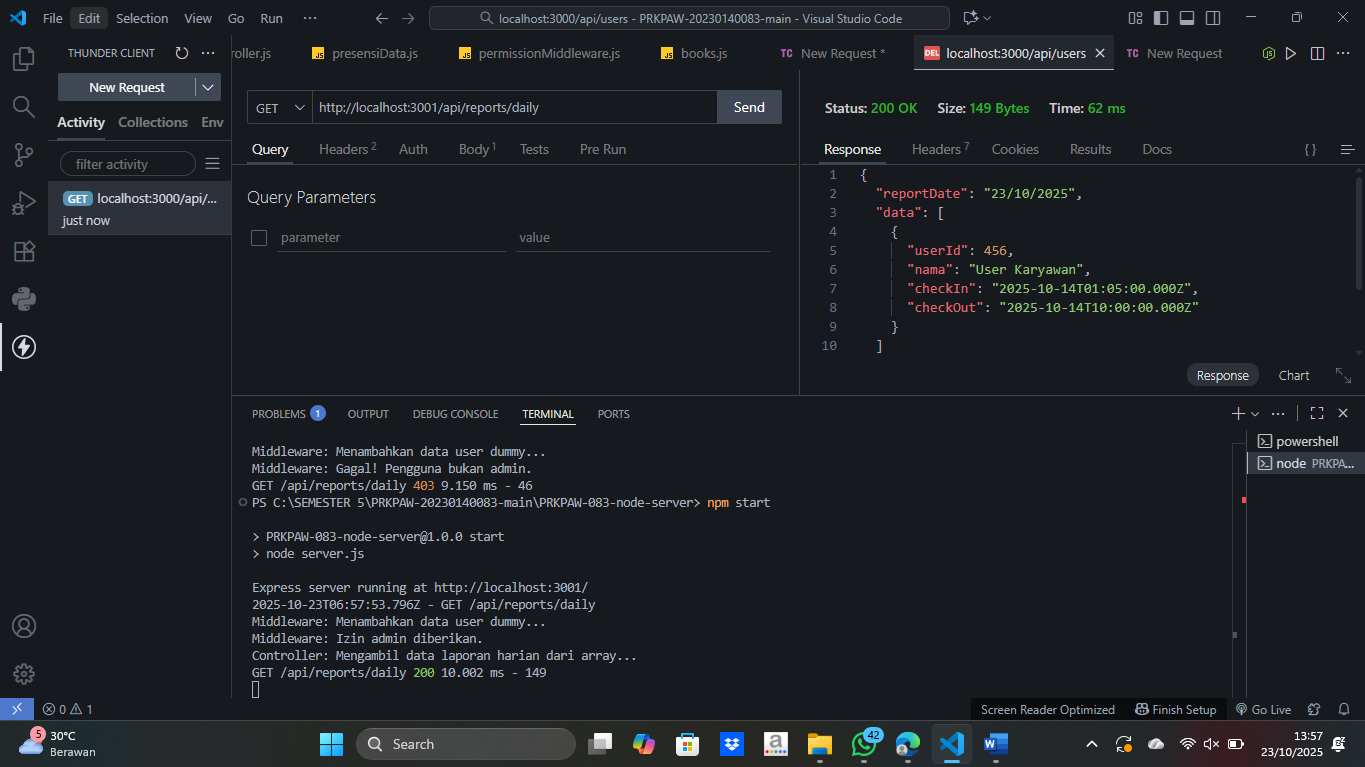 File Edit Selection View Go Run ···
localhost:3000/api/users - PRKPAW-20230140083-main - Visual Studio Code
THUNDER CLIENT
roller.js presensiData.js permissionMiddleware.js books.js TC New Request * DEL localhost:3000/api/users TC New Request
New Request
Activity Collections Env
filter activity
GET localhost:3000/api/...
just now
GET http://localhost:3001/api/reports/daily Send
Query Headers 2 Auth Body 1 Tests Pre Run
Query Parameters
parameter value
Status: 200 OK Size: 149 Bytes Time: 62 ms
Response Headers 7 Cookies Results Docs { }
1 {
2 "reportDate": "23/10/2025",
3 "data": [
4 {
5 "userId": 456,
6 "nama": "User Karyawan",
7 "checkIn": "2025-10-14T01:05:00.000Z",
8 "checkOut": "2025-10-14T10:00:00.000Z"
9 }
10 ]
Response Chart
PROBLEMS 1 OUTPUT DEBUG CONSOLE TERMINAL PORTS
Middleware: Menambahkan data user dummy...
Middleware: Gagal! Pengguna bukan admin.
GET /api/reports/daily 403 9.150 ms - 46
PS C:\SEMESTER 5\PRKPAW-20230140083-main\PRKPAW-083-node-server> npm start
> PRKPAW-083-node-server@1.0.0 start
> node server.js
Express server running at http://localhost:3001/
2025-10-23T06:57:53.796Z - GET /api/reports/daily
Middleware: Menambahkan data user dummy...
Middleware: Izin admin diberikan.
Controller: Mengambil data laporan harian dari array...
GET /api/reports/daily 200 10.002 ms - 149
powershell
node PRKPA...
0 1 Screen Reader Optimized Finish Setup Go Live
5 30°C
Berawan
Search
42
13:57
23/10/2025